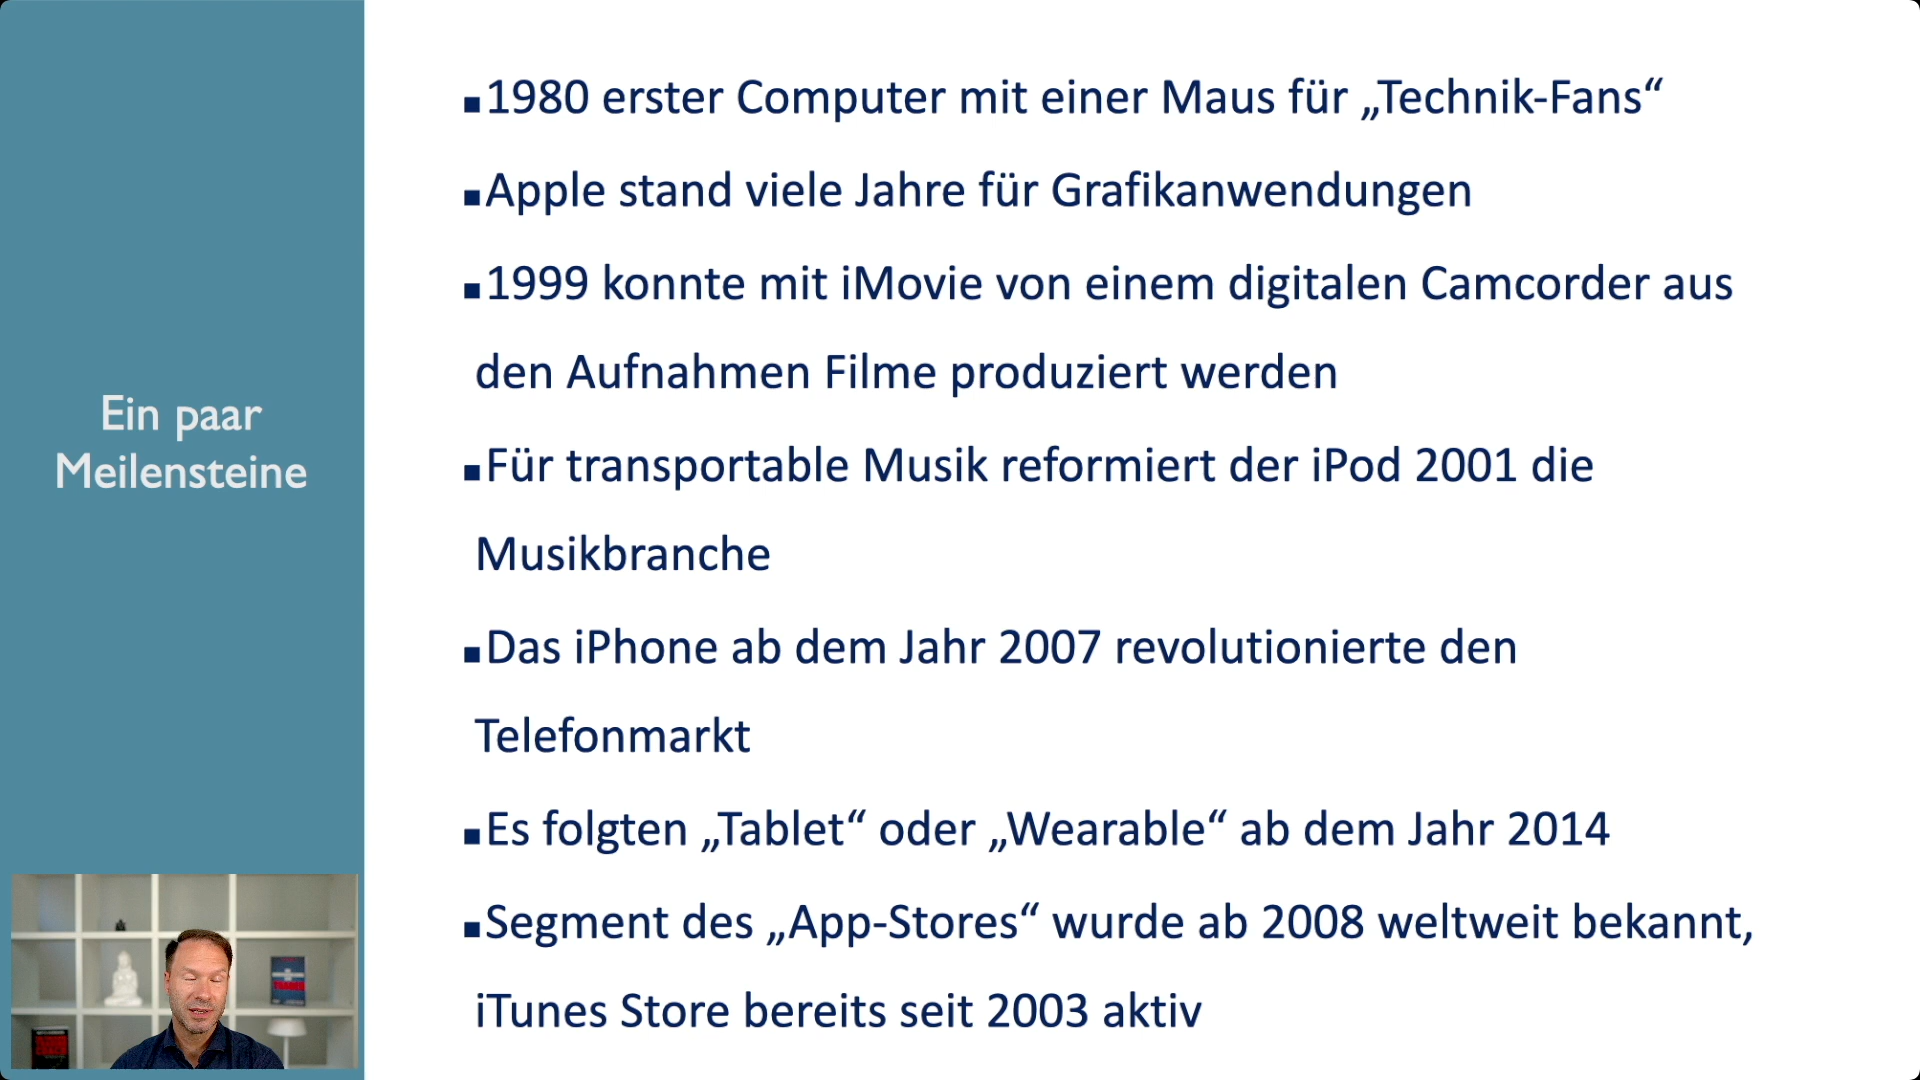 Ein paar
Meilensteine
▪1980 erster Computer mit einer Maus für „Technik-Fans“
▪Apple stand viele Jahre für Grafikanwendungen
▪1999 konnte mit iMovie von einem digitalen Camcorder aus
den Aufnahmen Filme produziert werden
▪Für transportable Musik reformiert der iPod 2001 die
Musikbranche
▪Das iPhone ab dem Jahr 2007 revolutionierte den
Telefonmarkt
▪Es folgten „Tablet“ oder „Wearable“ ab dem Jahr 2014
▪Segment des „App-Stores“ wurde ab 2008 weltweit bekannt,
iTunes Store bereits seit 2003 aktiv